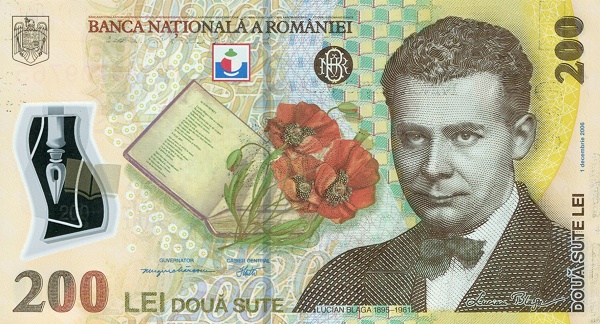 BANCA NAȚIONALĂ A ROMÂNIEI
200
1 decembrie 2006
GUVERNATOR
CASIER CENTRAL
200 LEI DOUĂ SUTE
LUCIAN BLAGA 1895-1961
Lucian Blaga
DOUĂ SUTE LEI